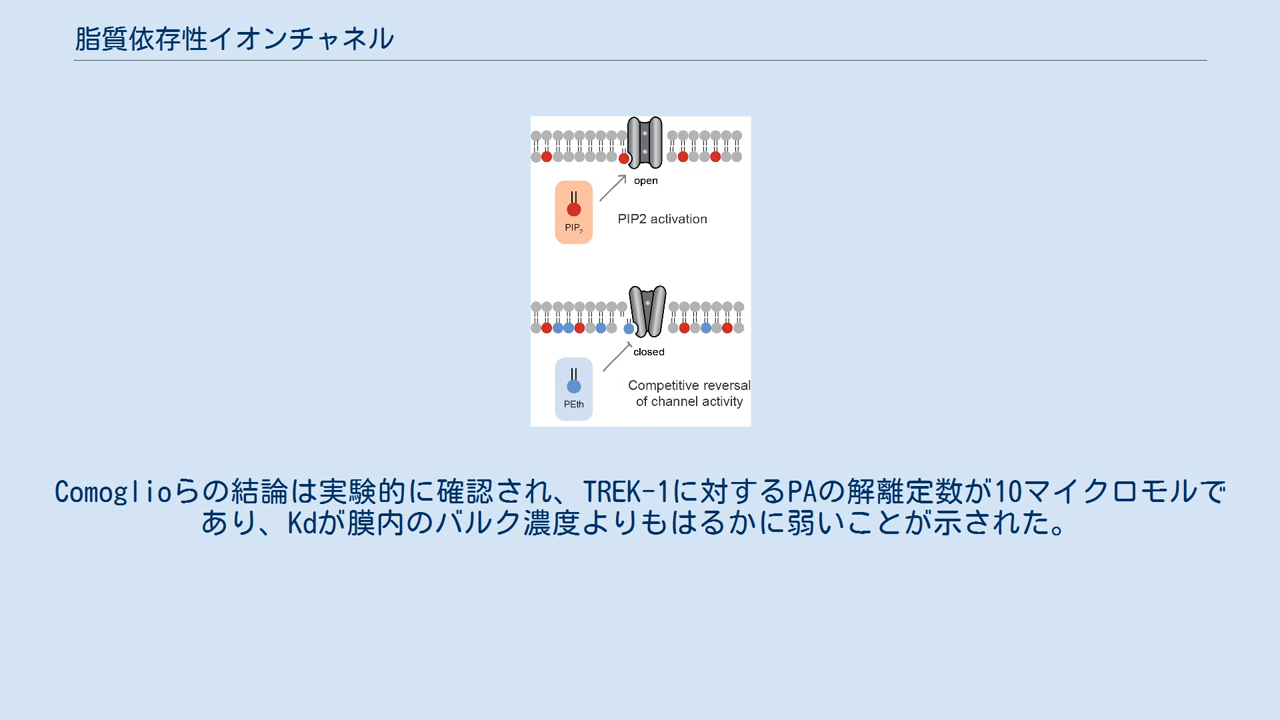 脂質依存性イオンチャネル
open
PIP₂
PIP2 activation
closed
PEth
Competitive reversal
of channel activity
Comoglioらの結論は実験的に確認され、TREK-1に対するPAの解離定数が10マイクロモルで
あり、Kdが膜内のバルク濃度よりもはるかに弱いことが示された。